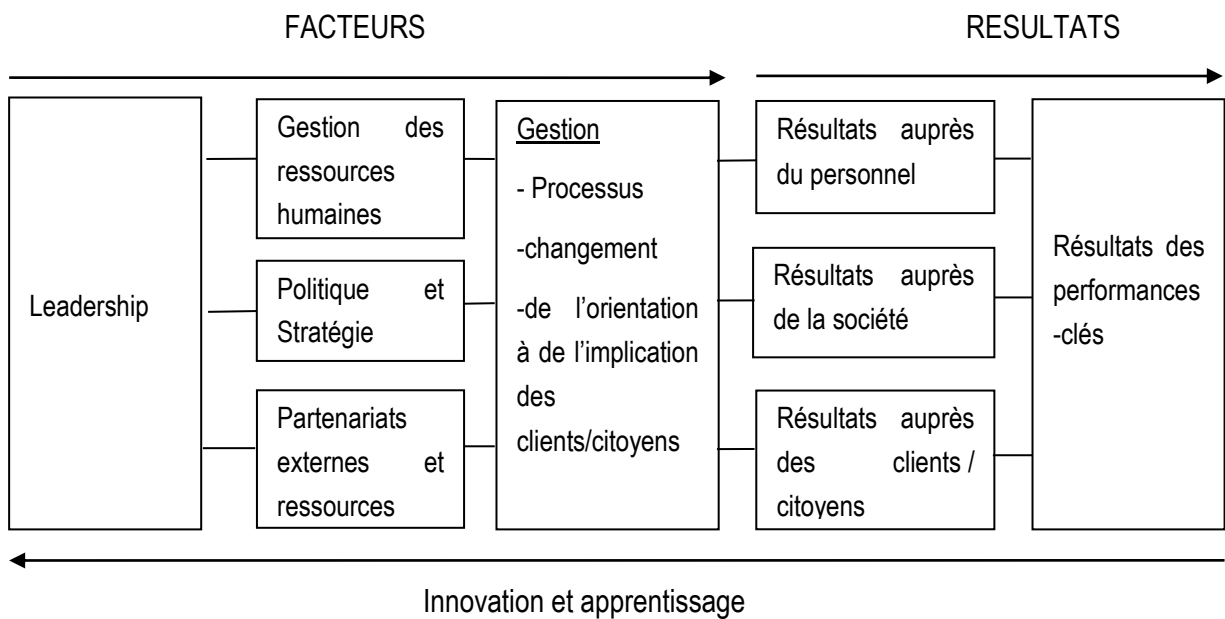 FACTEURS
RESULTATS
Leadership
Gestion des
ressources
humaines
Politique et
Stratégie
Partenariats
externes et
ressources
Gestion
- Processus
-changement
-de l’orientation
à de l’implication
des
clients/citoyens
Résultats auprès
du personnel
Résultats auprès
de la société
Résultats auprès
des clients /
citoyens
Résultats des
performances
-clés
Innovation et apprentissage